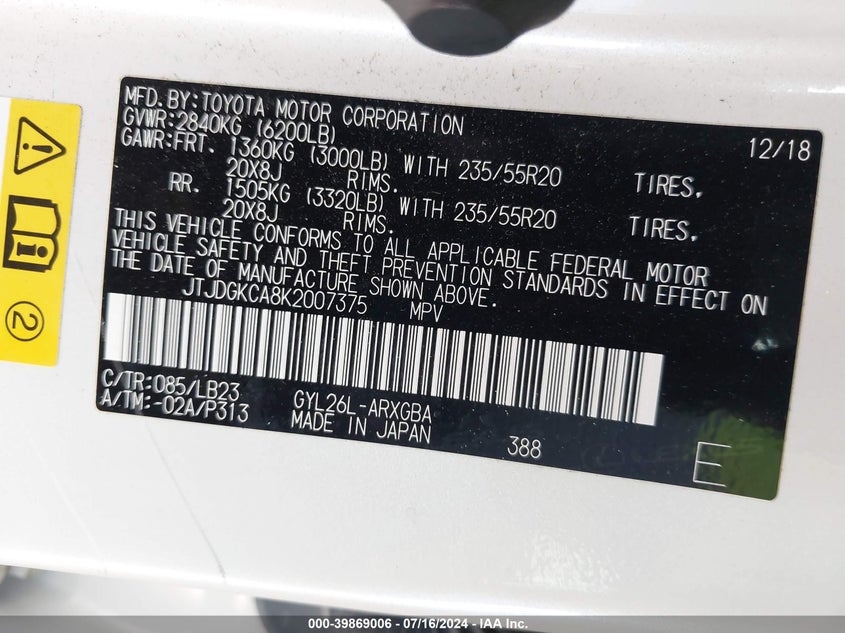 MFD. BY: TOYOTA MOTOR CORPORATION 12/18
GVWR: 2840KG (6200LB)
GAWR: FRT. 1360KG (3000LB) WITH 235/55R20 TIRES,
20X8J RIMS.
RR. 1505KG (3320LB) WITH 235/55R20 TIRES,
20X8J RIMS.
THIS VEHICLE CONFORMS TO ALL APPLICABLE FEDERAL MOTOR
VEHICLE SAFETY AND THEFT PREVENTION STANDARDS IN EFFECT ON
THE DATE OF MANUFACTURE SHOWN ABOVE.
JTJDGKCA8K2007375 MPV
C/TR: 085/LB23 GYL26L-ARXGBA
A/TM: -02A/P313 MADE IN JAPAN 388 E
2
000-39869006 - 07/16/2024 - IAA Inc.